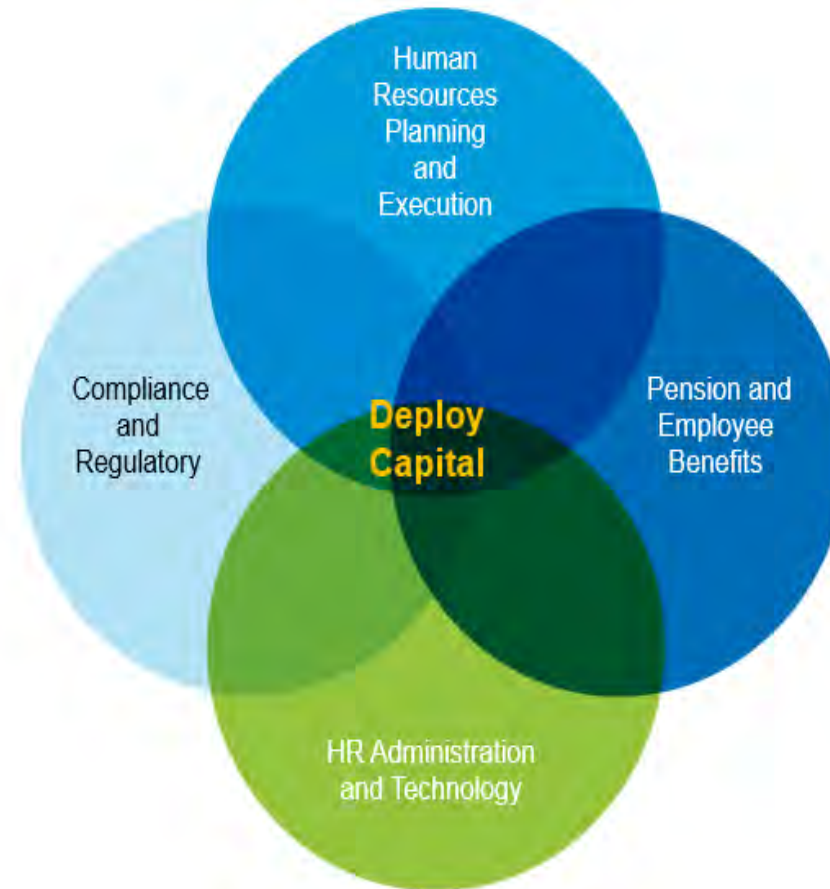 Human
Resources
Planning
and
Execution
Compliance
and
Regulatory
Deploy
Capital
Pension and
Employee
Benefits
HR Administration
and Technology